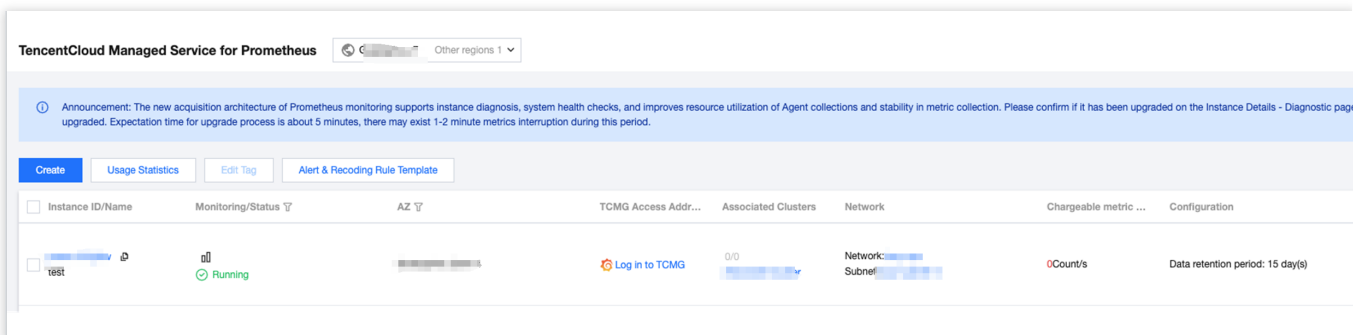 TencentCloud Managed Service for Prometheus
Other regions 1
Announcement: The new acquisition architecture of Prometheus monitoring supports instance diagnosis, system health checks, and improves resource utilization of Agent collections and stability in metric collection. Please confirm if it has been upgraded on the Instance Details - Diagnostic page
upgraded. Expectation time for upgrade process is about 5 minutes, there may exist 1-2 minute metrics interruption during this period.
Create Usage Statistics Edit Tag Alert & Recoding Rule Template
Instance ID/Name Monitoring/Status AZ TCMG Access Addr... Associated Clusters Network Chargeable metric ... Configuration
test
Running
Log in to TCMG
0/0
Network:
Subnet
0Count/s
Data retention period: 15 day(s)